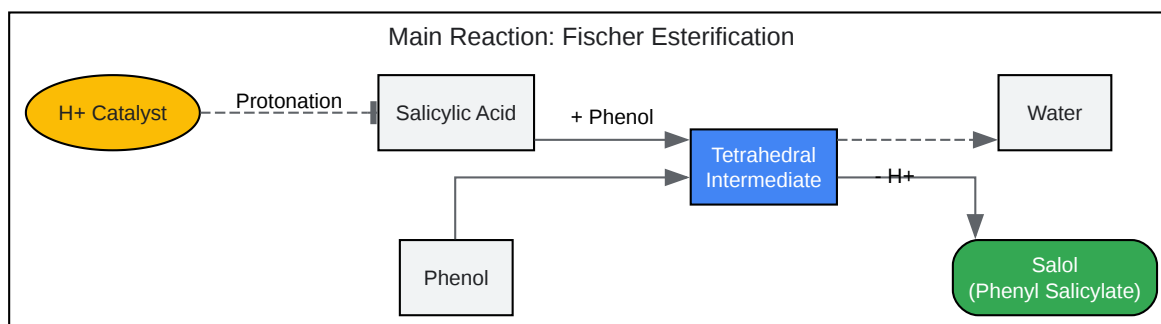 Main Reaction: Fischer Esterification
H+ Catalyst
Protonation
Salicylic Acid
+ Phenol
Tetrahedral
Intermediate
Water
- H+
Phenol
Salol
(Phenyl Salicylate)